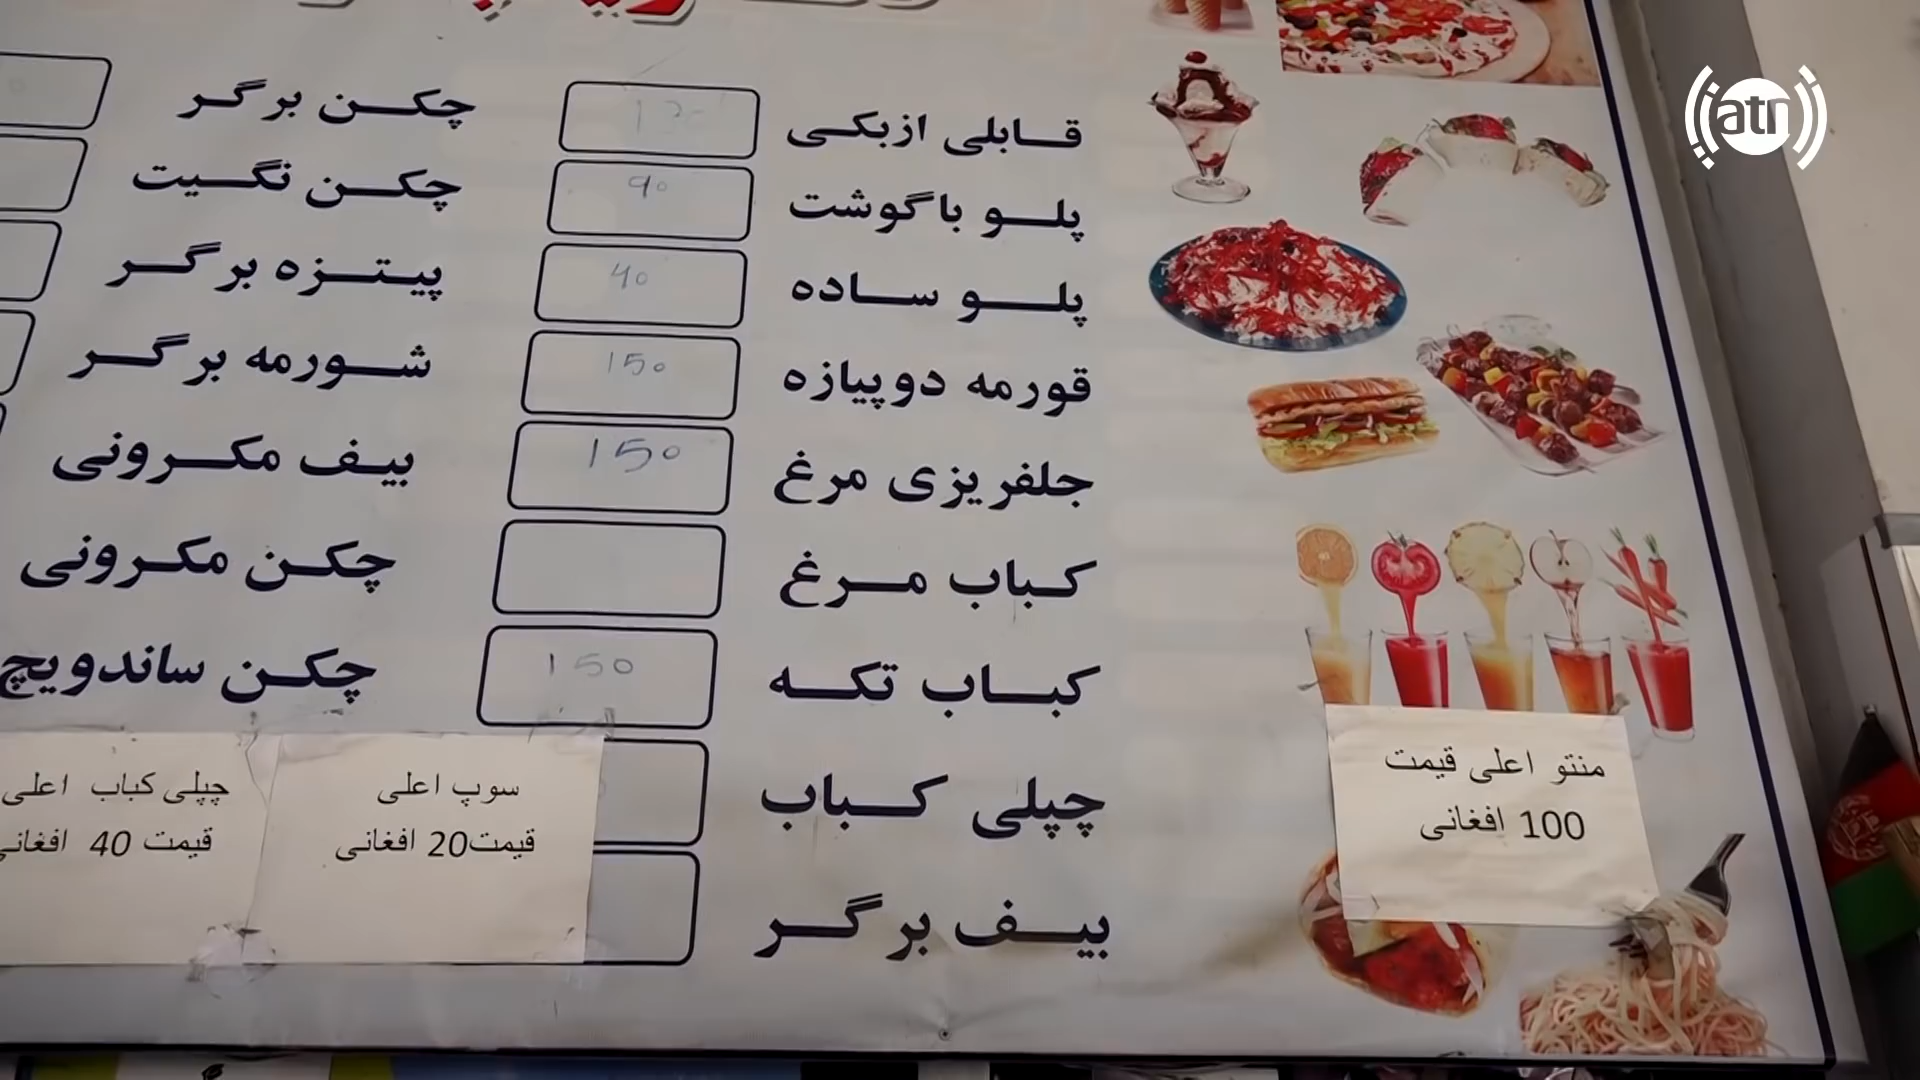 قابلی ازبکی
پلو باگوشت 90
پلو ساده 40
قورمه دوپیازه 150
جلفریزی مرغ 150
کباب مرغ
کباب تکه 150
چپلی کباب
بیف برگر
چکن برگر
چکن نگیت
پیتزه برگر
شورمه برگر
بیف مکرونی
چکن مکرونی
چکن ساندویچ
منتو اعلی قیمت
100 افغانی
سوپ اعلی
قیمت20 افغانی
چپلی کباب اعلی
قیمت 40 افغانی
atn